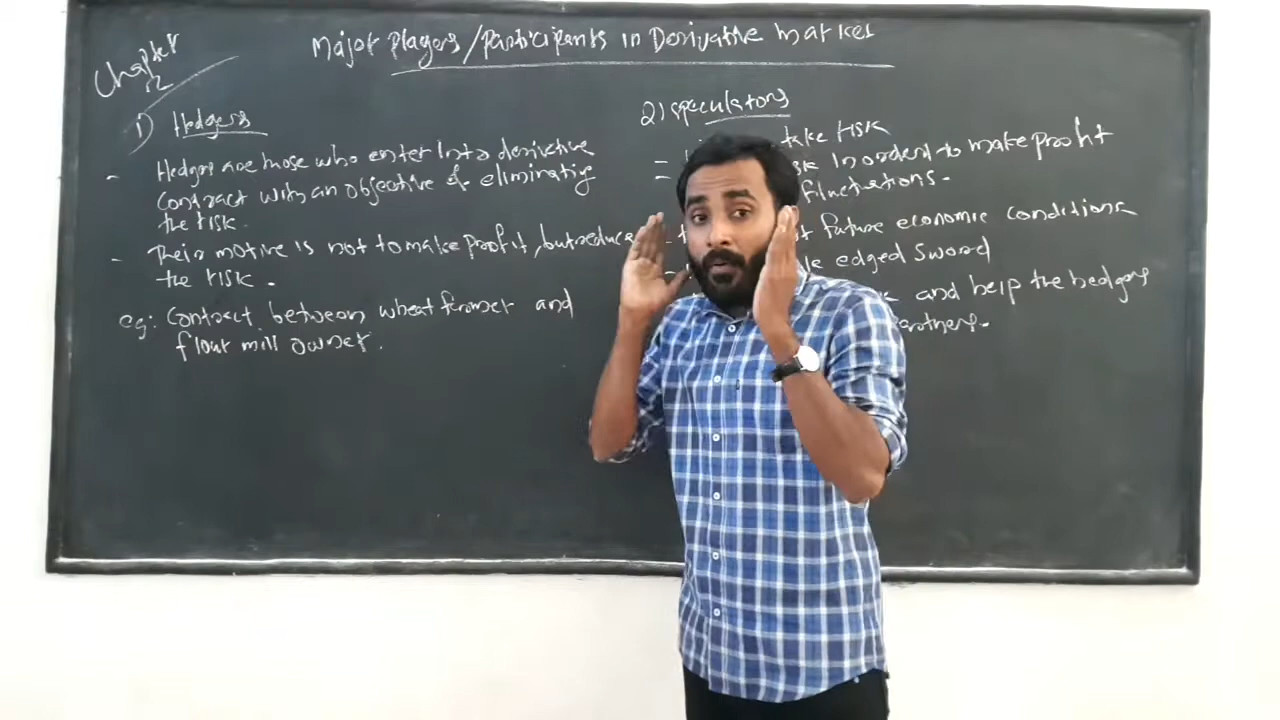 Chapter
12
Major players/participants in Derivative market
1) Hedgers
- Hedgers are those who enter into derivative
contract with an objective of eliminating
the risk.
- Their motive is not to make profit, but reduce
the risk.
eg: Contract between wheat farmer and
flour mill owner.
2) speculators
take risk
= in order to make profit
= fluctuations.
future economic conditions
edged sword
and help the hedgers